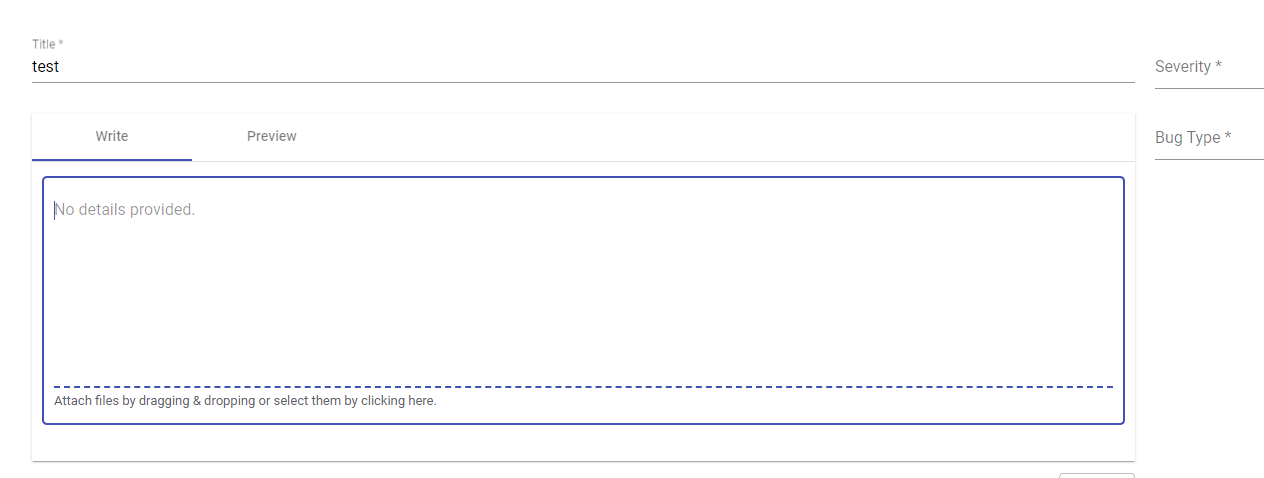 Title *
test
Severity *
Write Preview
Bug Type *
No details provided.
Attach files by dragging & dropping or select them by clicking here.